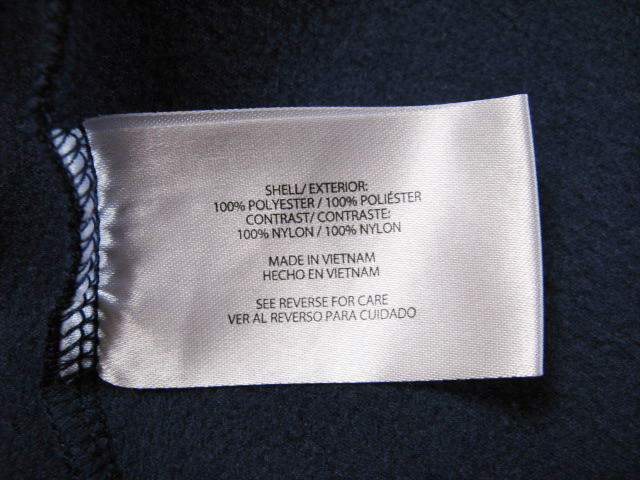 SHELL/ EXTERIOR:
100% POLYESTER / 100% POLIÉSTER
CONTRAST/ CONTRASTE:
100% NYLON / 100% NYLON
MADE IN VIETNAM
HECHO EN VIETNAM
SEE REVERSE FOR CARE
VER AL REVERSO PARA CUIDADO